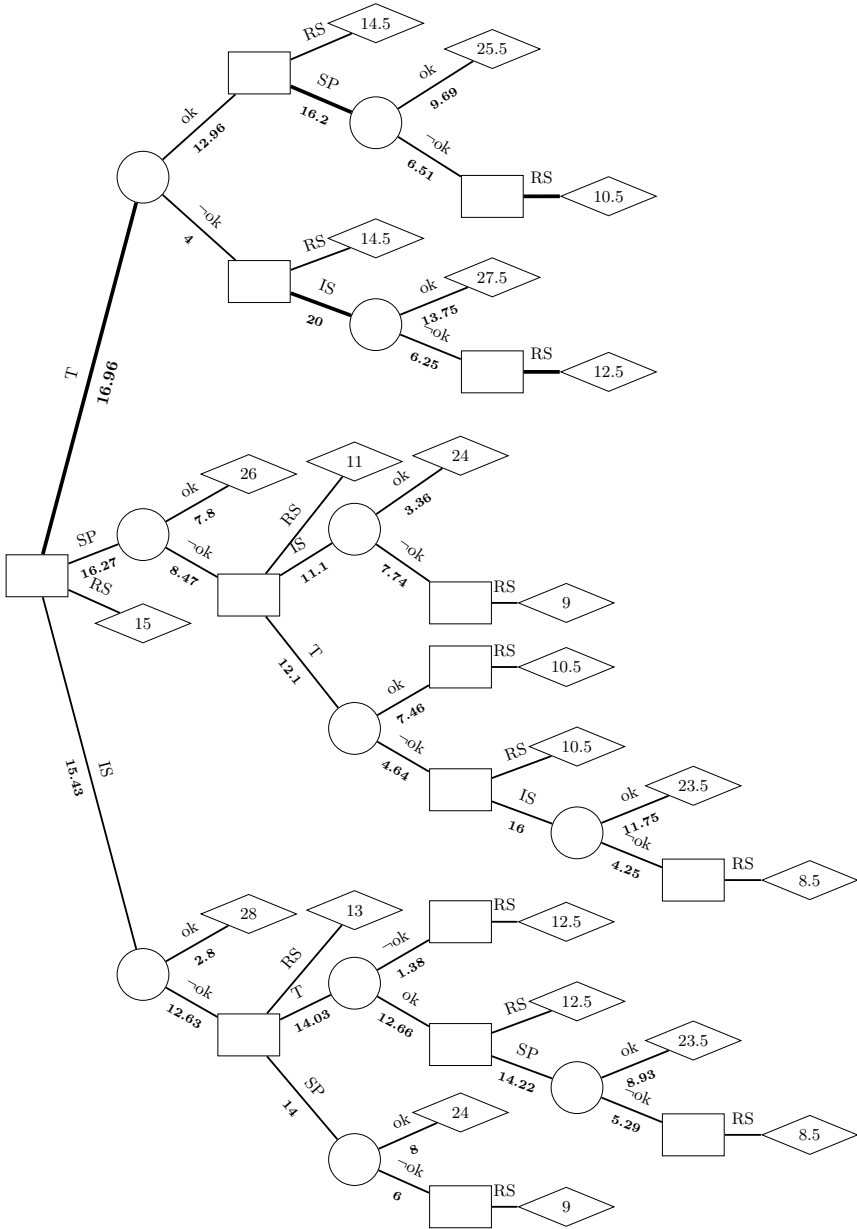 RS
14.5
SP
16.2
ok
25.5
9.69
¬ok
6.51
RS
10.5
ok
12.96
¬ok
4
RS
14.5
IS
20
ok
27.5
13.75
¬ok
6.25
RS
12.5
T
16.96
SP
16.27
ok
26
7.8
¬ok
8.47
RS
11
IS
11.1
ok
24
3.36
¬ok
7.74
RS
9
RS
15
T
12.1
ok
7.46
RS
10.5
¬ok
4.64
RS
10.5
IS
16
ok
23.5
11.75
¬ok
4.25
RS
8.5
IS
15.43
ok
28
2.8
¬ok
12.63
RS
13
T
14.03
¬ok
1.38
RS
12.5
ok
12.66
RS
12.5
SP
14.22
ok
23.5
8.93
¬ok
5.29
RS
8.5
SP
14
ok
24
8
¬ok
6
RS
9